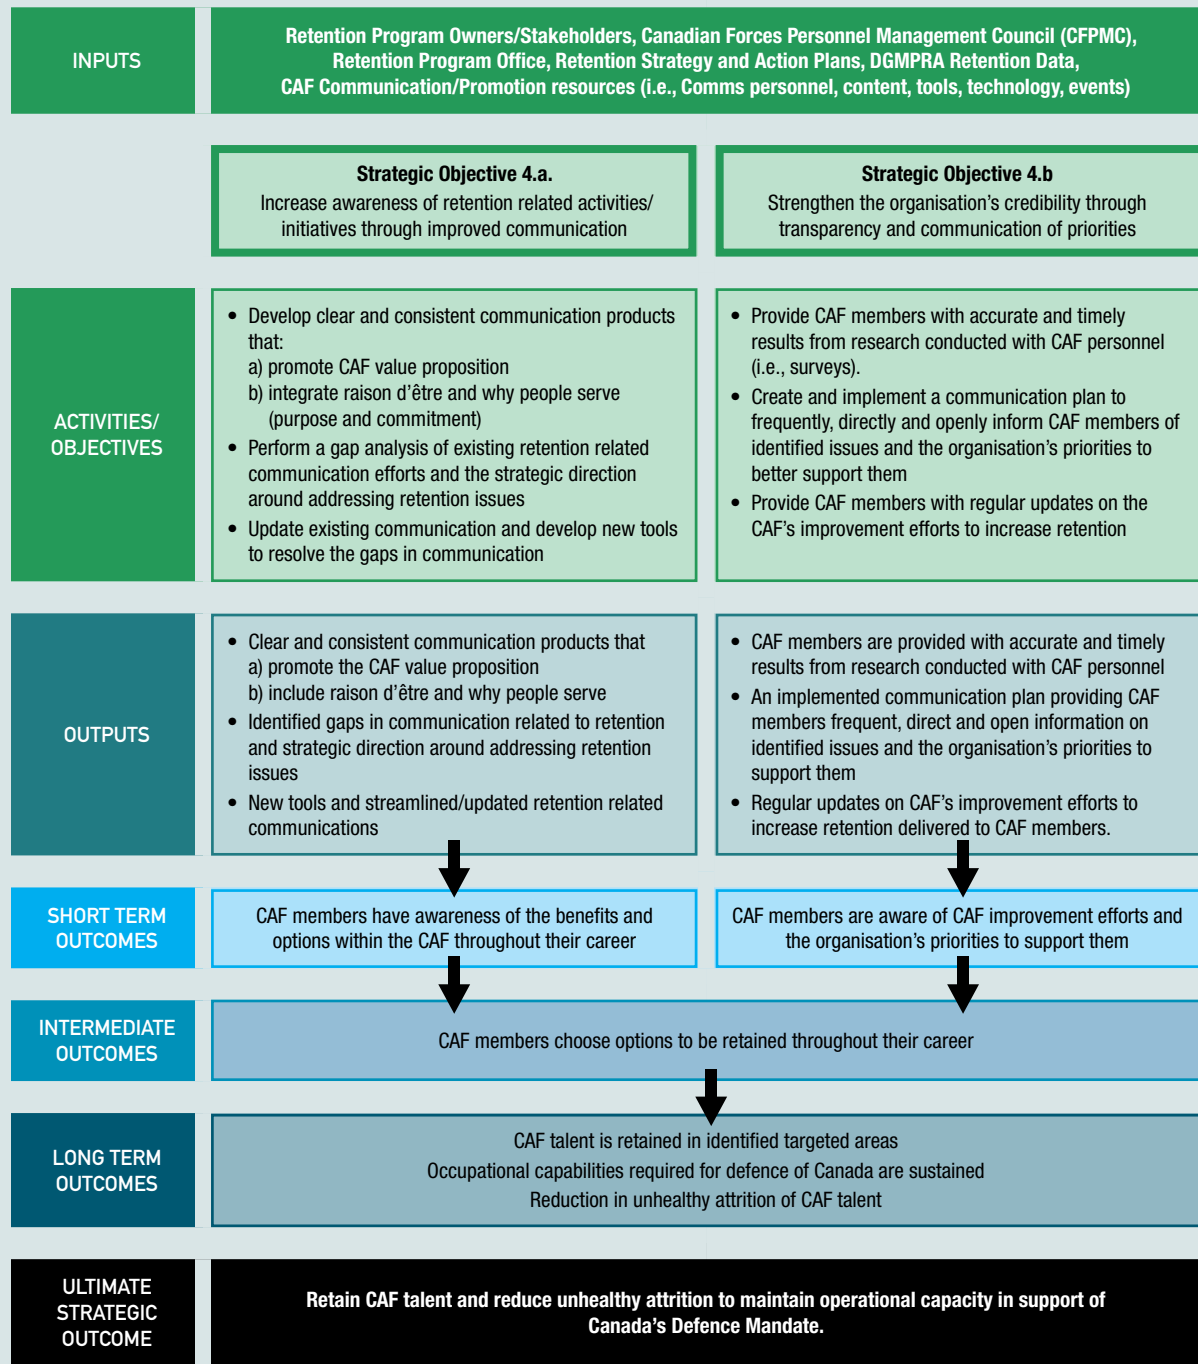 INPUTS
Retention Program Owners/Stakeholders, Canadian Forces Personnel Management Council (CFPMC),
Retention Program Office, Retention Strategy and Action Plans, DGMPRA Retention Data,
CAF Communication/Promotion resources (i.e., Comms personnel, content, tools, technology, events)
Strategic Objective 4.a.
Increase awareness of retention related activities/
initiatives through improved communication
Strategic Objective 4.b
Strengthen the organisation’s credibility through
transparency and communication of priorities
ACTIVITIES/
OBJECTIVES
• Develop clear and consistent communication products
that:
a) promote CAF value proposition
b) integrate raison d’être and why people serve
(purpose and commitment)
• Perform a gap analysis of existing retention related
communication efforts and the strategic direction
around addressing retention issues
• Update existing communication and develop new tools
to resolve the gaps in communication
• Provide CAF members with accurate and timely
results from research conducted with CAF personnel
(i.e., surveys).
• Create and implement a communication plan to
frequently, directly and openly inform CAF members of
identified issues and the organisation’s priorities to
better support them
• Provide CAF members with regular updates on the
CAF’s improvement efforts to increase retention
OUTPUTS
• Clear and consistent communication products that
a) promote the CAF value proposition
b) include raison d’être and why people serve
• Identified gaps in communication related to retention
and strategic direction around addressing retention
issues
• New tools and streamlined/updated retention related
communications
• CAF members are provided with accurate and timely
results from research conducted with CAF personnel
• An implemented communication plan providing CAF
members frequent, direct and open information on
identified issues and the organisation’s priorities to
support them
• Regular updates on CAF’s improvement efforts to
increase retention delivered to CAF members.
SHORT TERM
OUTCOMES
CAF members have awareness of the benefits and
options within the CAF throughout their career
CAF members are aware of CAF improvement efforts and
the organisation’s priorities to support them
INTERMEDIATE
OUTCOMES
CAF members choose options to be retained throughout their career
LONG TERM
OUTCOMES
CAF talent is retained in identified targeted areas
Occupational capabilities required for defence of Canada are sustained
Reduction in unhealthy attrition of CAF talent
ULTIMATE
STRATEGIC
OUTCOME
Retain CAF talent and reduce unhealthy attrition to maintain operational capacity in support of
Canada’s Defence Mandate.